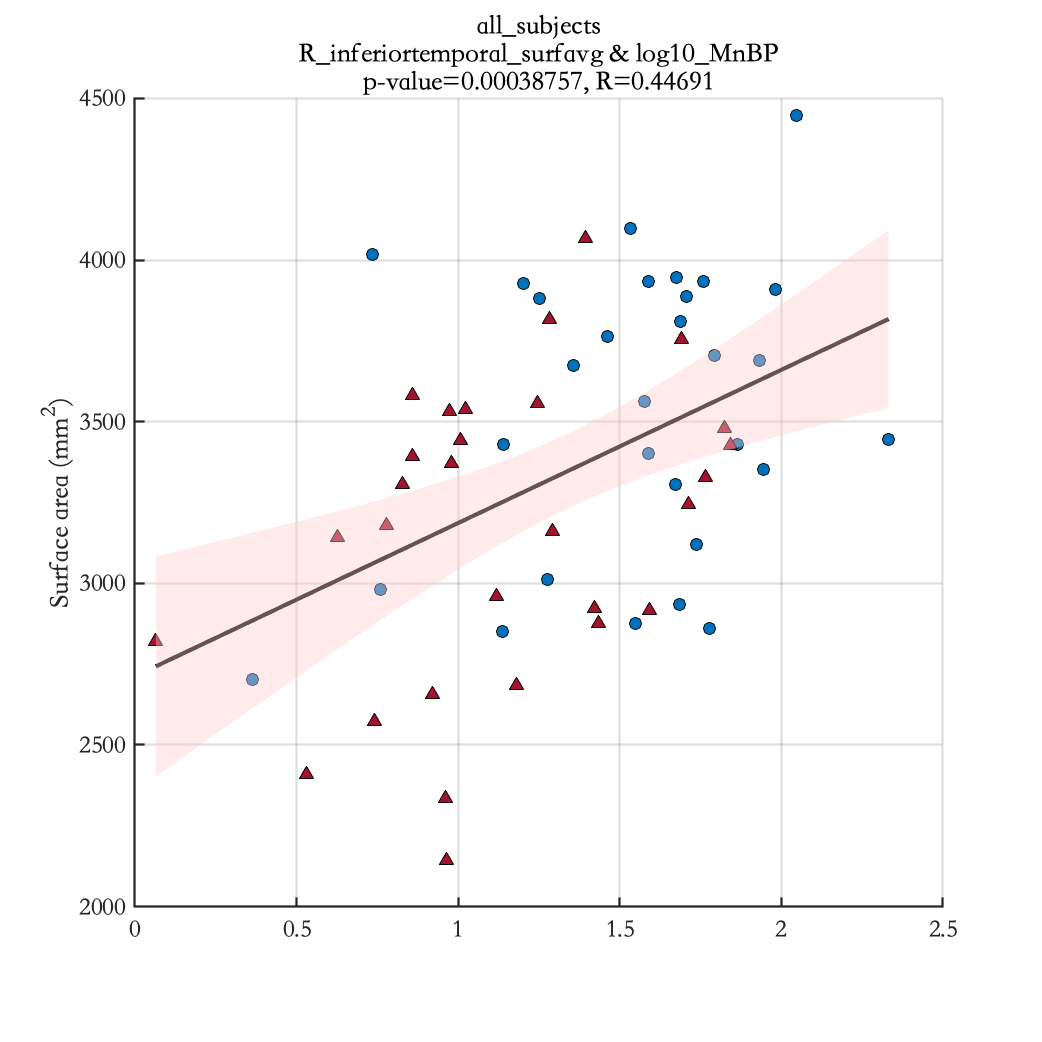 all_subjects
R_inferiortemporal_surfavg & log10_MnBP
p-value=0.00038757, R=0.44691
4500
4000
3500
3000
2500
2000
Surface area (mm²)
0 0.5 1 1.5 2 2.5